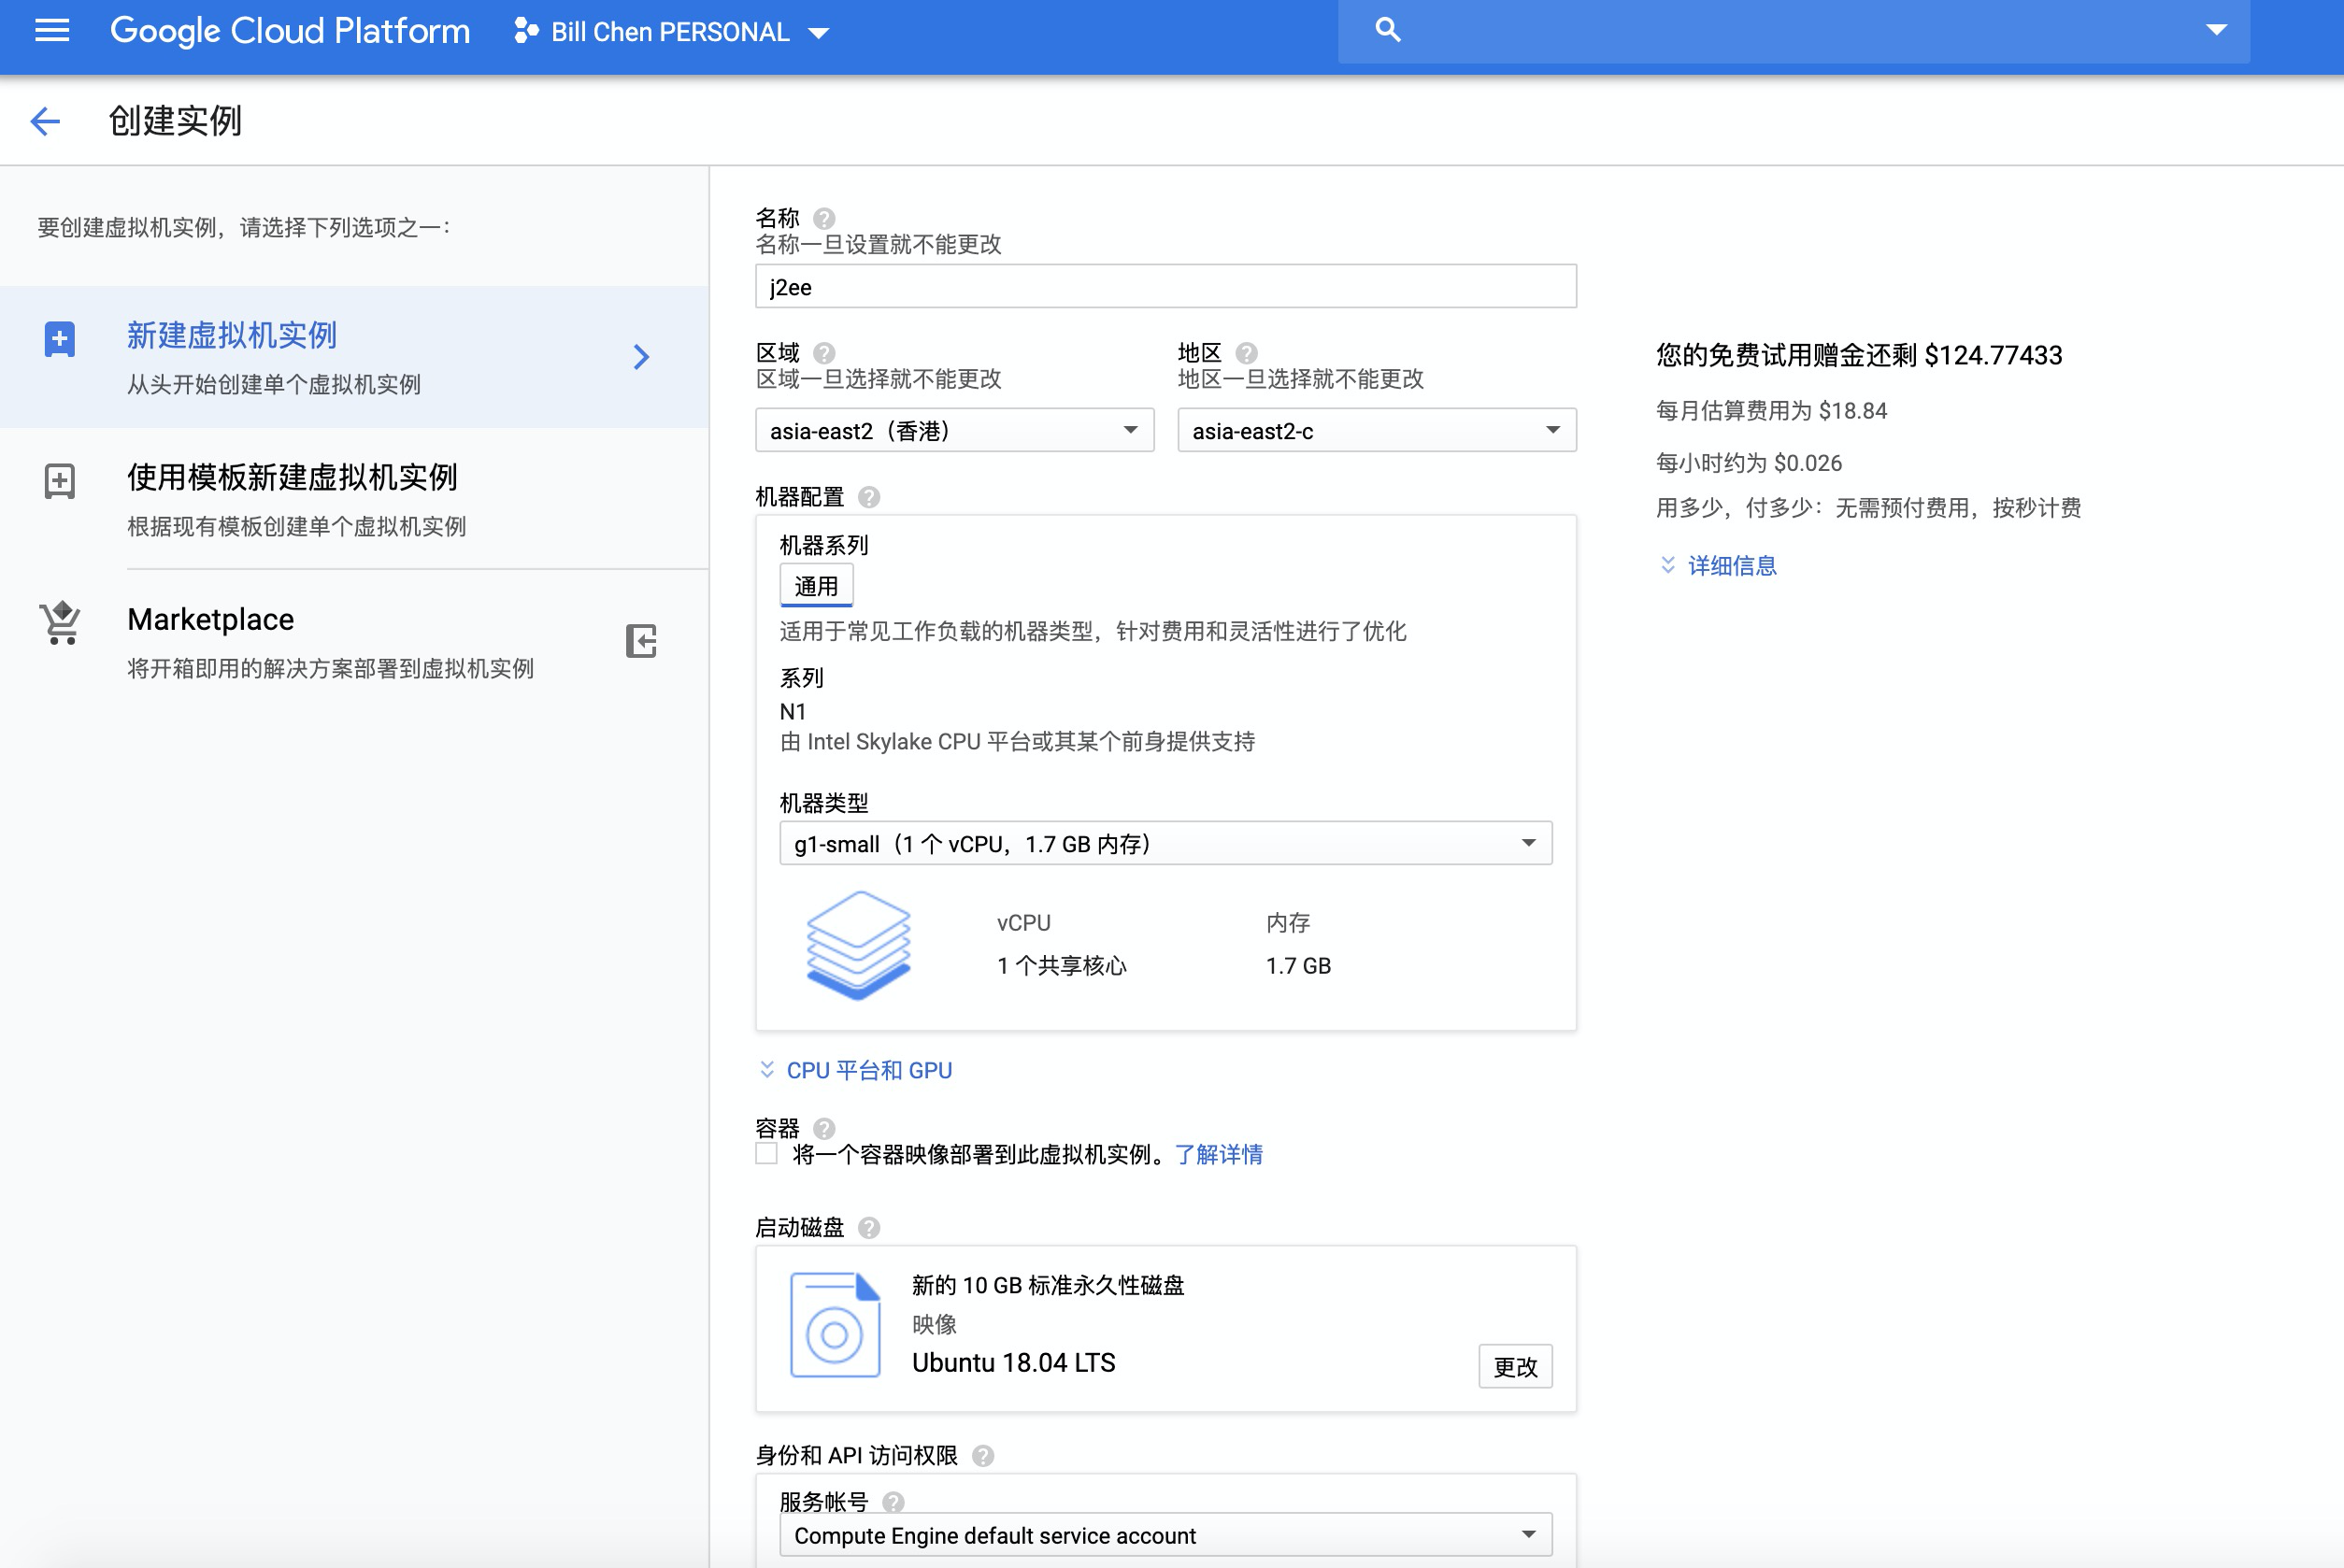 Google Cloud Platform
Bill Chen PERSONAL
创建实例
要创建虚拟机实例，请选择下列选项之一：
新建虚拟机实例
从头开始创建单个虚拟机实例
使用模板新建虚拟机实例
根据现有模板创建单个虚拟机实例
Marketplace
将开箱即用的解决方案部署到虚拟机实例
名称
名称一旦设置就不能更改
j2ee
区域
区域一旦选择就不能更改
asia-east2（香港）
地区
地区一旦选择就不能更改
asia-east2-c
机器配置
机器系列
通用
适用于常见工作负载的机器类型，针对费用和灵活性进行了优化
系列
N1
由 Intel Skylake CPU 平台或其某个前身提供支持
机器类型
g1-small（1 个 vCPU，1.7 GB 内存）
vCPU
内存
1 个共享核心
1.7 GB
CPU 平台和 GPU
容器
将一个容器映像部署到此虚拟机实例。了解详情
启动磁盘
新的 10 GB 标准永久性磁盘
映像
Ubuntu 18.04 LTS
更改
身份和 API 访问权限
服务帐号
Compute Engine default service account
您的免费试用赠金还剩 $124.77433
每月估算费用为 $18.84
每小时约为 $0.026
用多少，付多少：无需预付费用，按秒计费
详细信息